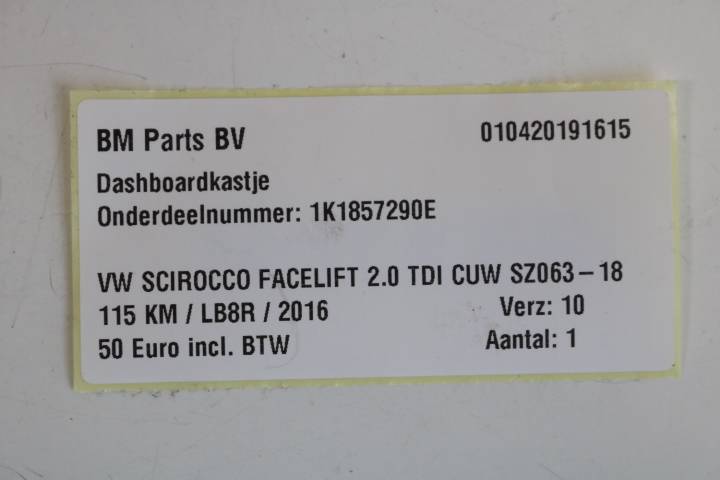 BM Parts BV 010420191615
Dashboardkastje
Onderdeelnummer: 1K1857290E
VW SCIROCCO FACELIFT 2.0 TDI CUW SZ063-18
115 KM / LB8R / 2016 Verz: 10
50 Euro incl. BTW Aantal: 1